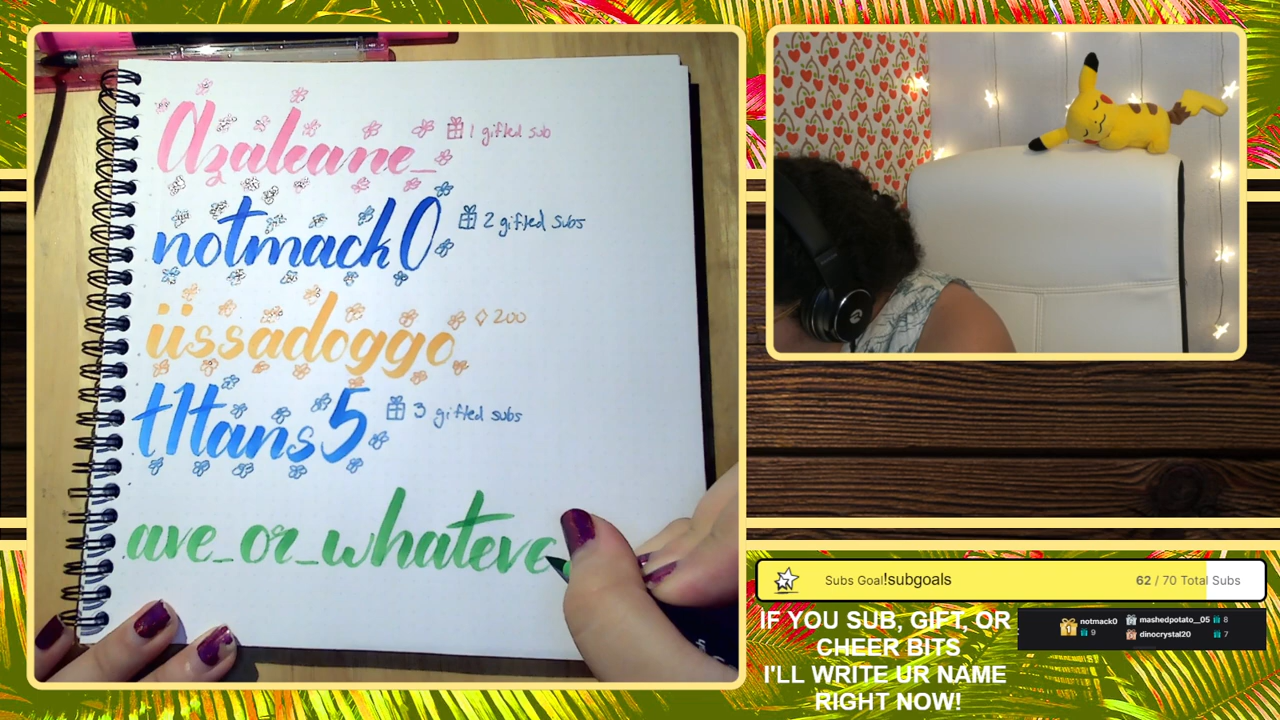 Azaleane_ 1 gifted sub
notmack0 2 gifted subs
iissadoggo 200
t1tans5 3 gifted subs
ave_or_whateve
Subs Goal !subgoals 62 / 70 Total Subs
IF YOU SUB, GIFT, OR
CHEER BITS
I'LL WRITE UR NAME
RIGHT NOW!
1 notmack0 9
mashedpotato__05 8
dinocrystal20 7